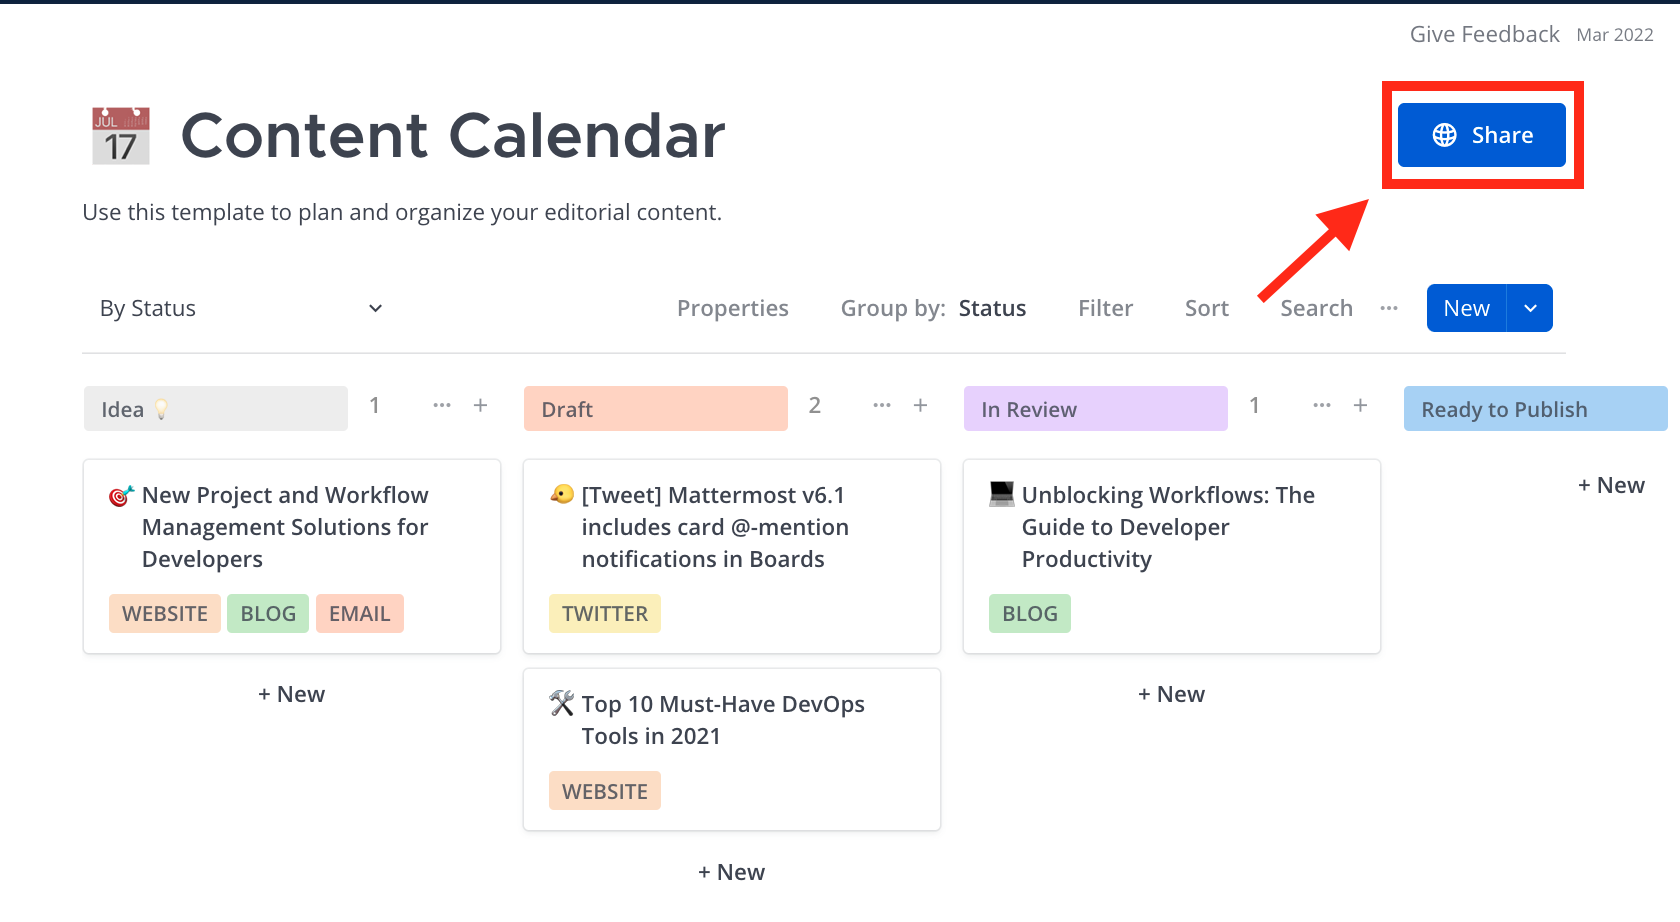 Give Feedback Mar 2022
JUL
17
Content Calendar
Share
Use this template to plan and organize your editorial content.
By Status
Properties
Group by: Status
Filter
Sort
Search
New
Idea
1
Draft
2
In Review
1
Ready to Publish
New Project and Workflow
Management Solutions for
Developers
WEBSITE BLOG EMAIL
+ New
[Tweet] Mattermost v6.1
includes card @-mention
notifications in Boards
TWITTER
Top 10 Must-Have DevOps
Tools in 2021
WEBSITE
+ New
Unblocking Workflows: The
Guide to Developer
Productivity
BLOG
+ New
+ New